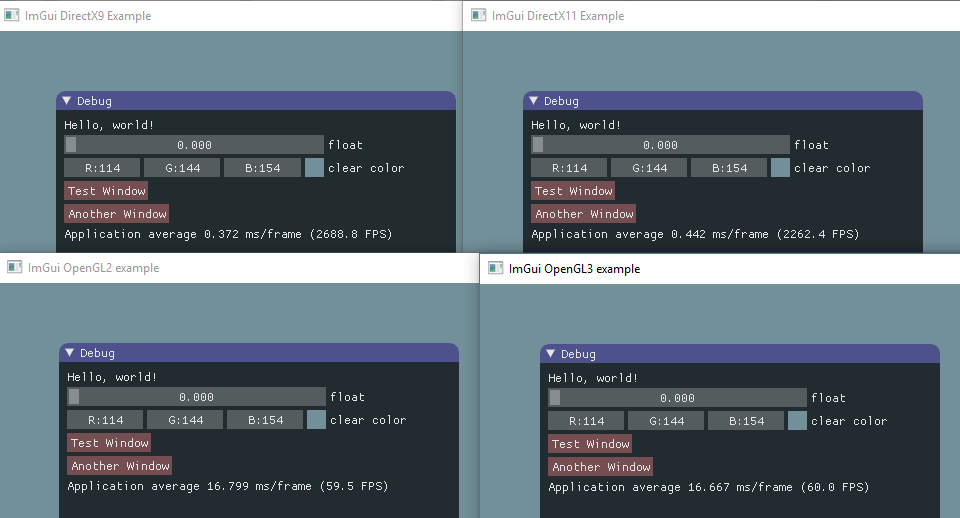 ImGui DirectX9 Example
Debug
Hello, world!
0.000 float
R:114 G:144 B:154 clear color
Test Window
Another Window
Application average 0.372 ms/frame (2688.8 FPS)
ImGui DirectX11 Example
Debug
Hello, world!
0.000 float
R:114 G:144 B:154 clear color
Test Window
Another Window
Application average 0.442 ms/frame (2262.4 FPS)
ImGui OpenGL2 example
Debug
Hello, world!
0.000 float
R:114 G:144 B:154 clear color
Test Window
Another Window
Application average 16.799 ms/frame (59.5 FPS)
ImGui OpenGL3 example
Debug
Hello, world!
0.000 float
R:114 G:144 B:154 clear color
Test Window
Another Window
Application average 16.667 ms/frame (60.0 FPS)